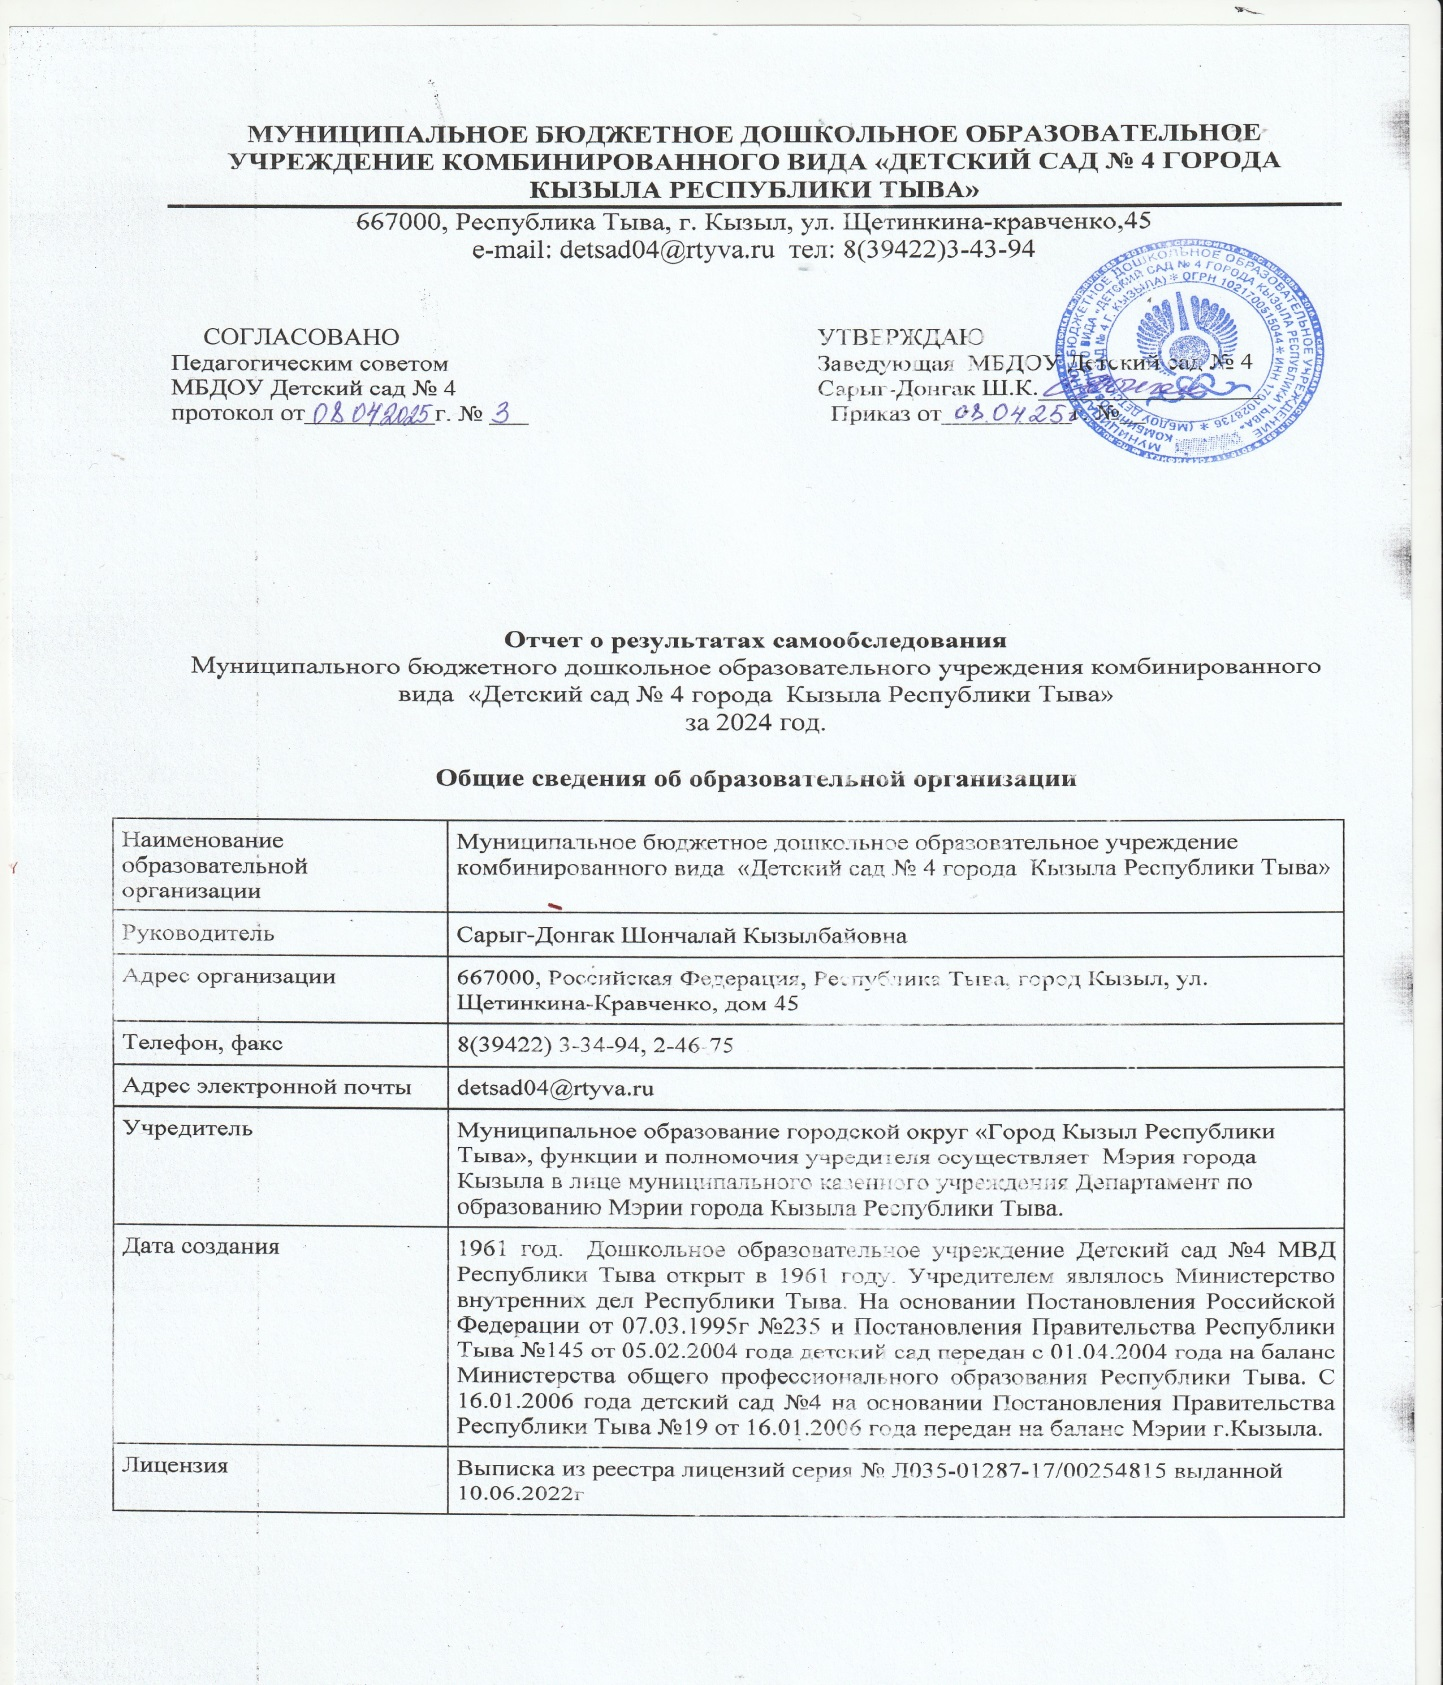 МУНИЦИПАЛЬНОЕ БЮДЖЕТНОЕ ДОШКОЛЬНОЕ ОБРАЗОВАТЕЛЬНОЕ
УЧРЕЖДЕНИЕ КОМБИНИРОВАННОГО ВИДА «ДЕТСКИЙ САД № 4 ГОРОДА
КЫЗЫЛА РЕСПУБЛИКИ ТЫВА»
667000, Республика Тыва, г. Кызыл, ул. Щетинкина-кравченко,45
e-mail: detsad04@rtyva.ru тел: 8(39422)3-43-94
СОГЛАСОВАНО
Педагогическим советом
МБДОУ Детский сад № 4
протокол от 08.04.2025 г. № 3
УТВЕРЖДАЮ
Заведующая МБДОУ Детский сад № 4
Сарыг-Донгак Ш.К.
Приказ от 08.04.25 г. №
Отчет о результатах самообследования
Муниципального бюджетного дошкольное образовательного учреждения комбинированного
вида «Детский сад № 4 города Кызыла Республики Тыва»
за 2024 год.
Общие сведения об образовательной организации
Наименование
образовательной
организации
Муниципальное бюджетное дошкольное образовательное учреждение
комбинированного вида «Детский сад № 4 города Кызыла Республики Тыва»
Руководитель
Сарыг-Донгак Шончалай Кызылбайовна
Адрес организации
667000, Российская Федерация, Республика Тыва, город Кызыл, ул.
Щетинкина-Кравченко, дом 45
Телефон, факс
8(39422) 3-34-94, 2-46-75
Адрес электронной почты
detsad04@rtyva.ru
Учредитель
Муниципальное образование городской округ «Город Кызыл Республики
Тыва», функции и полномочия учредителя осуществляет Мэрия города
Кызыла в лице муниципального казенного учреждения Департамент по
образованию Мэрии города Кызыла Республики Тыва.
Дата создания
1961 год. Дошкольное образовательное учреждение Детский сад №4 МВД
Республики Тыва открыт в 1961 году. Учредителем являлось Министерство
внутренних дел Республики Тыва. На основании Постановления Российской
Федерации от 07.03.1995г №235 и Постановления Правительства Республики
Тыва №145 от 05.02.2004 года детский сад передан с 01.04.2004 года на баланс
Министерства общего профессионального образования Республики Тыва. С
16.01.2006 года детский сад №4 на основании Постановления Правительства
Республики Тыва №19 от 16.01.2006 года передан на баланс Мэрии г.Кызыла.
Лицензия
Выписка из реестра лицензий серия № Л035-01287-17/00254815 выданной
10.06.2022г